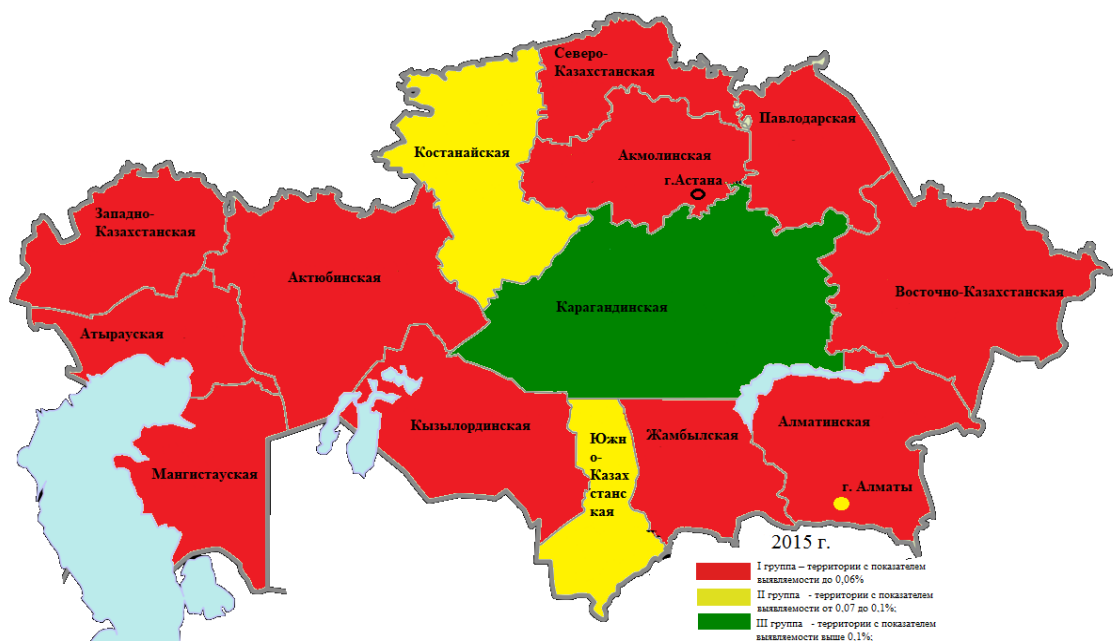 Северо-
Казахстанская
Павлодарская
Костанайская
Акмолинская
г.Астана
Западно-
Казахстанская
Актюбинская
Восточно-Казахстанская
Карагандинская
Атырауская
Кызылординская
Южн
о-Казах
станс
кая
Жамбылская
Алматинская
Мангистауская
г. Алматы
2015 г.
I группа – территории с показателем
выявляемости до 0,06%
II группа - территории с показателем
выявляемости от 0,07 до 0,1%;
III группа - территории с показателем
выявляемости выше 0,1%;